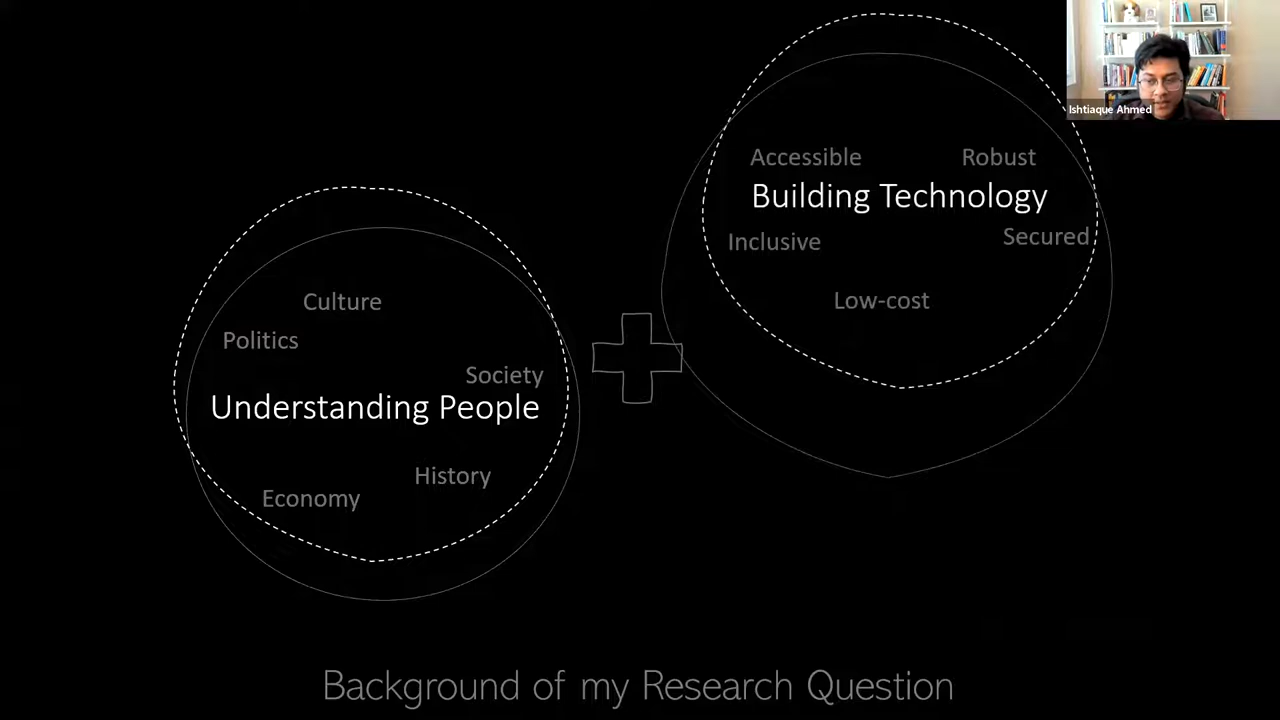 Ishtiaque Ahmed
Accessible
Robust
Building Technology
Inclusive
Secured
Low-cost
Culture
Politics
Society
Understanding People
History
Economy
Background of my Research Question